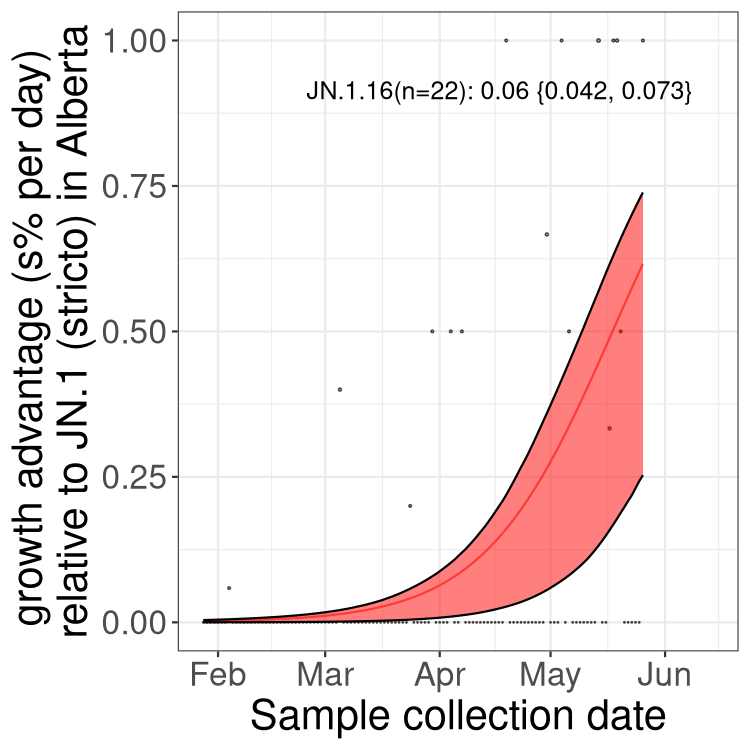 growth advantage (s% per day)
relative to JN.1 (stricto) in Alberta
1.00
0.75
0.50
0.25
0.00
JN.1.16(n=22): 0.06 {0.042, 0.073}
Feb Mar Apr May Jun
Sample collection date